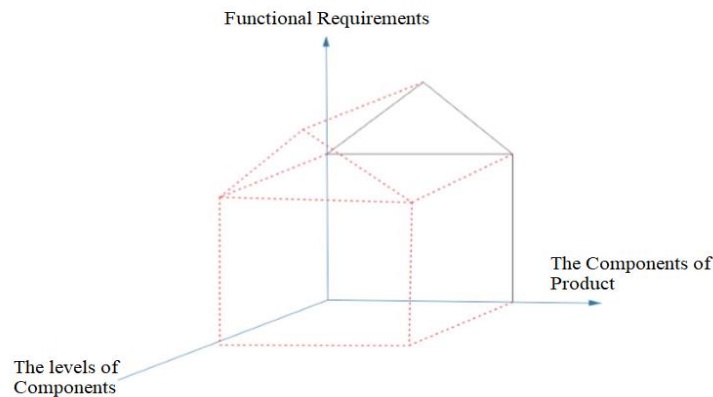 Functional Requirements
The Components of
Product
The levels of
Components